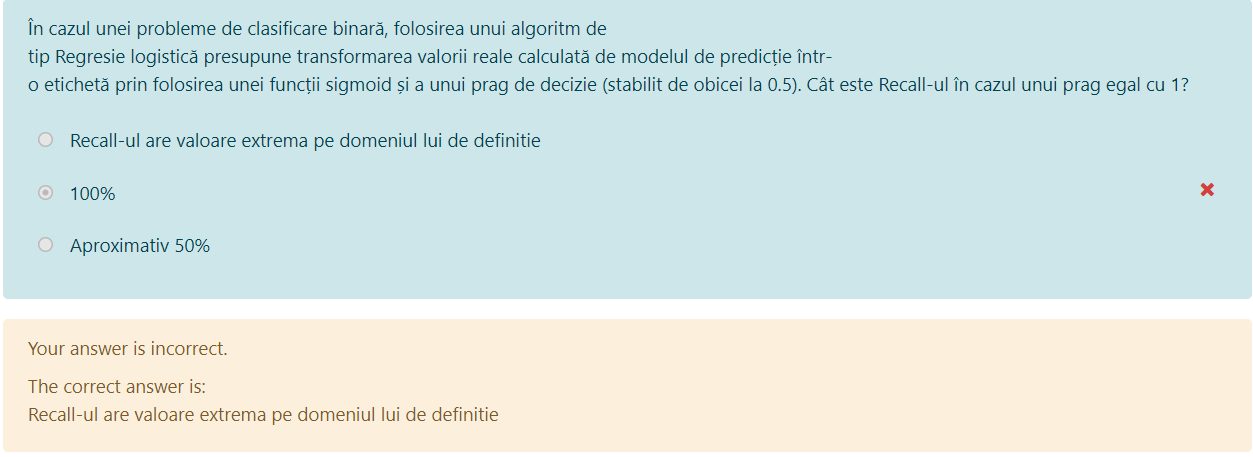 În cazul unei probleme de clasificare binară, folosirea unui algoritm de
tip Regresie logistică presupune transformarea valorii reale calculată de modelul de predicție într-
o etichetă prin folosirea unei funcții sigmoid și a unui prag de decizie (stabilit de obicei la 0.5). Cât este Recall-ul în cazul unui prag egal cu 1?
Recall-ul are valoare extrema pe domeniul lui de definitie
100%
Aproximativ 50%
Your answer is incorrect.
The correct answer is:
Recall-ul are valoare extrema pe domeniul lui de definitie